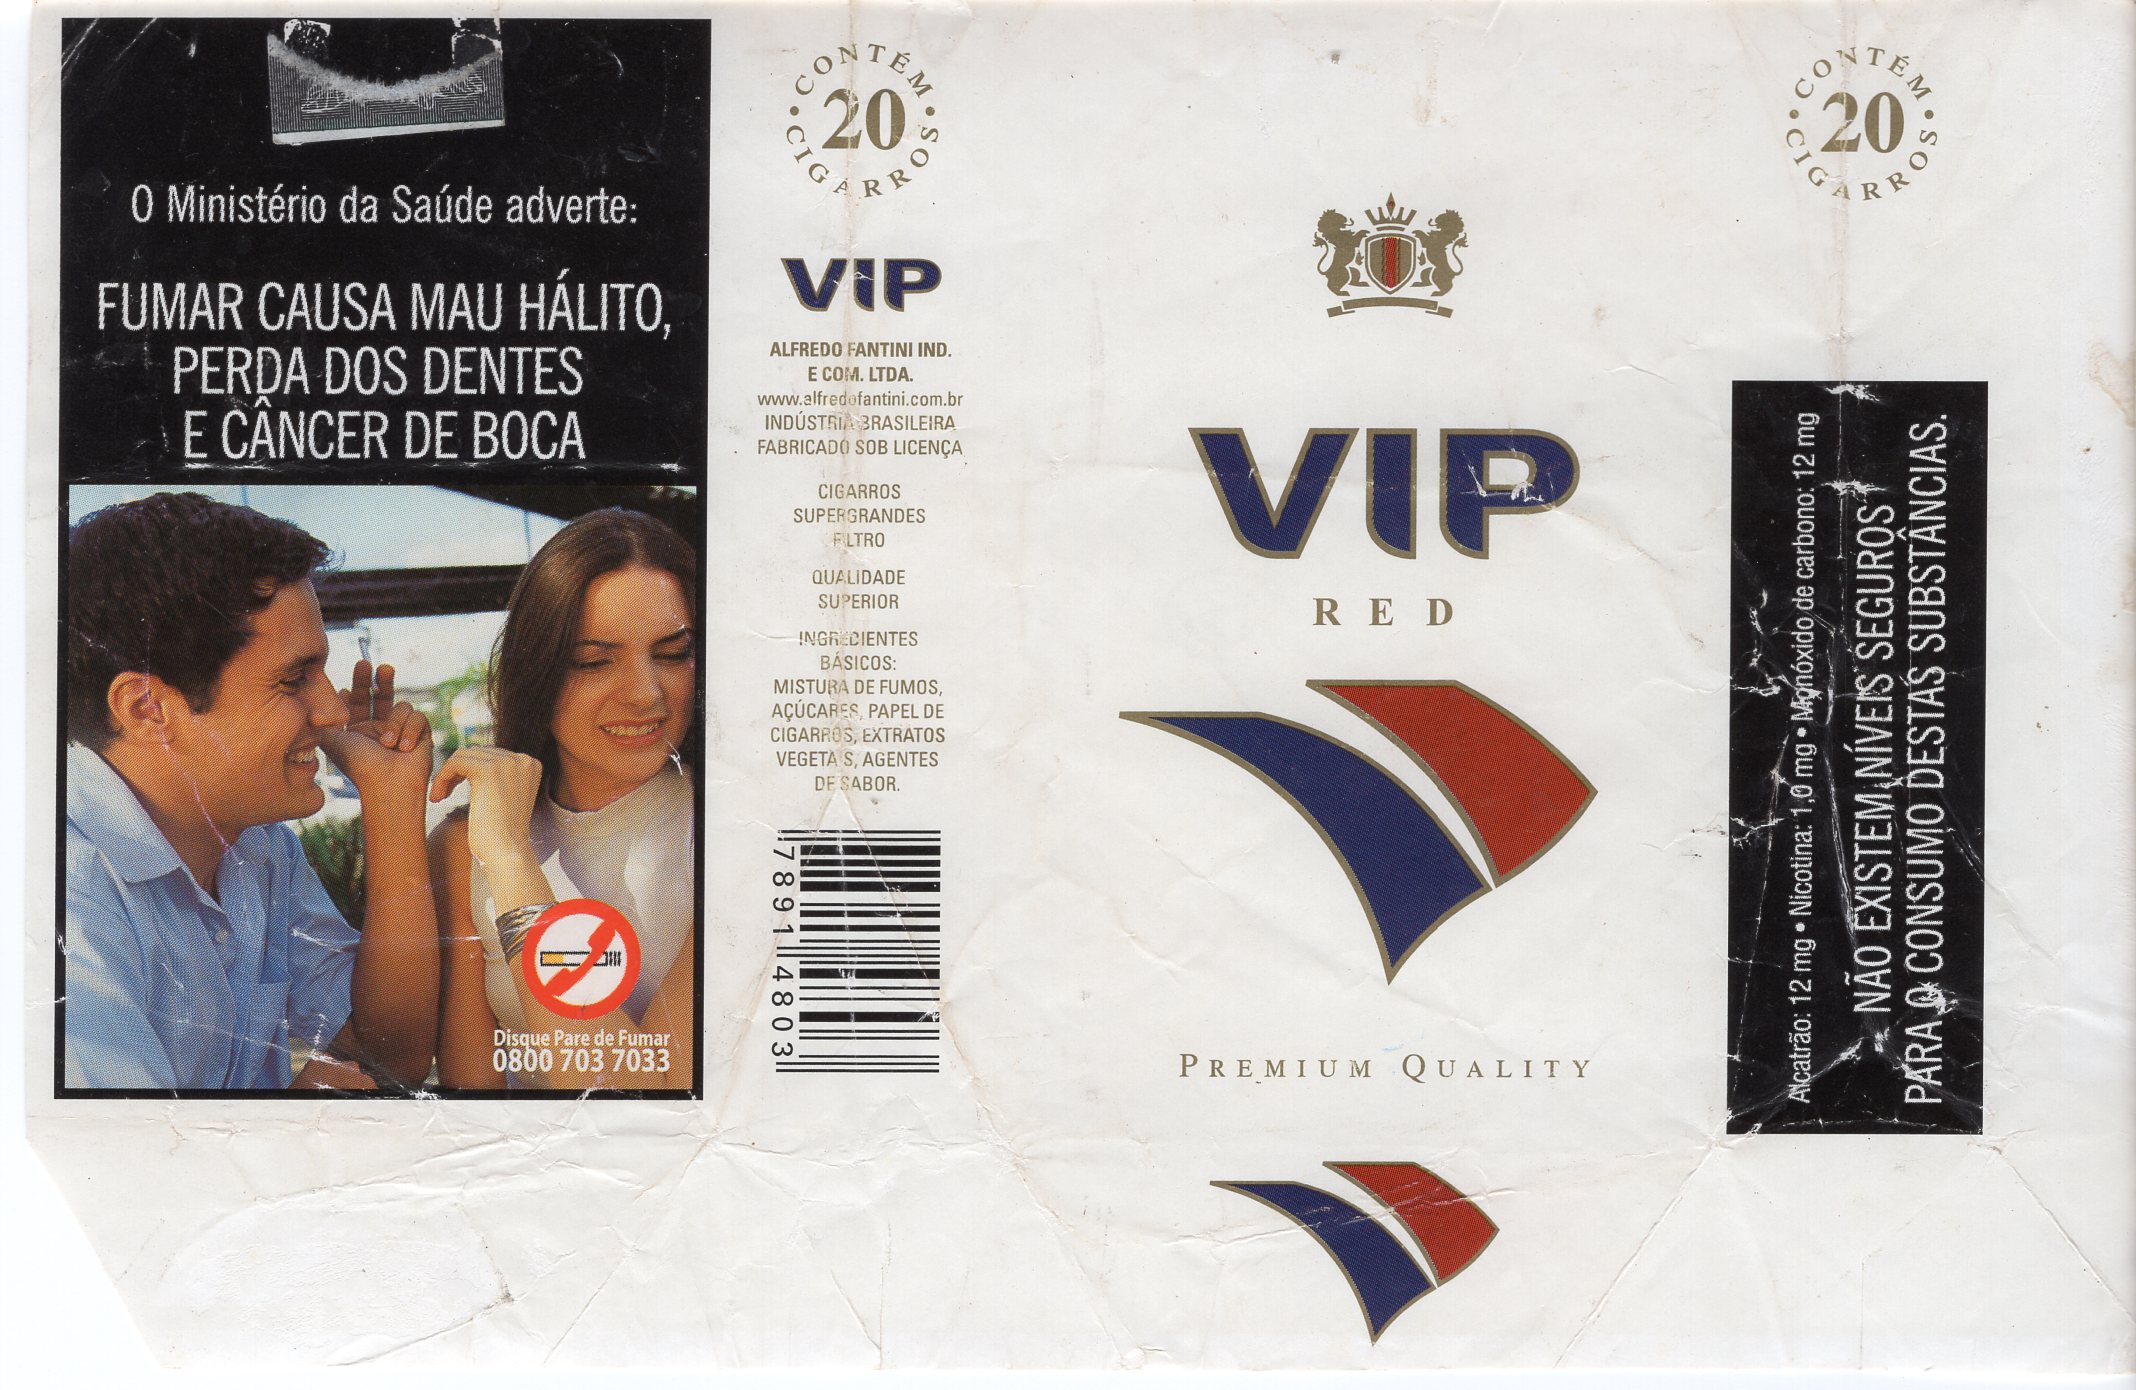 O Ministério da Saúde adverte:
FUMAR CAUSA MAU HÁLITO,
PERDA DOS DENTES
E CÂNCER DE BOCA
Disque Pare de Fumar
0800 703 7033
CONTÉM
20
CIGARROS
VIP
ALFREDO FANTINI IND.
E COM. LTDA.
www.alfredofantini.com.br
INDÚSTRIA BRASILEIRA
FABRICADO SOB LICENÇA
CIGARROS
SUPERGRANDES
FILTRO
QUALIDADE
SUPERIOR
INGREDIENTES
BÁSICOS:
MISTURA DE FUMOS,
AÇÚCARES, PAPEL DE
CIGARROS, EXTRATOS
VEGETAIS, AGENTES
DE SABOR.
78914803
VIP
RED
PREMIUM QUALITY
CONTÉM
20
CIGARROS
Alcatrão: 12 mg • Nicotina: 1,0 mg • Monóxido de carbono: 12 mg
NÃO EXISTEM NÍVEIS SEGUROS
PARA O CONSUMO DESTAS SUBSTÂNCIAS.